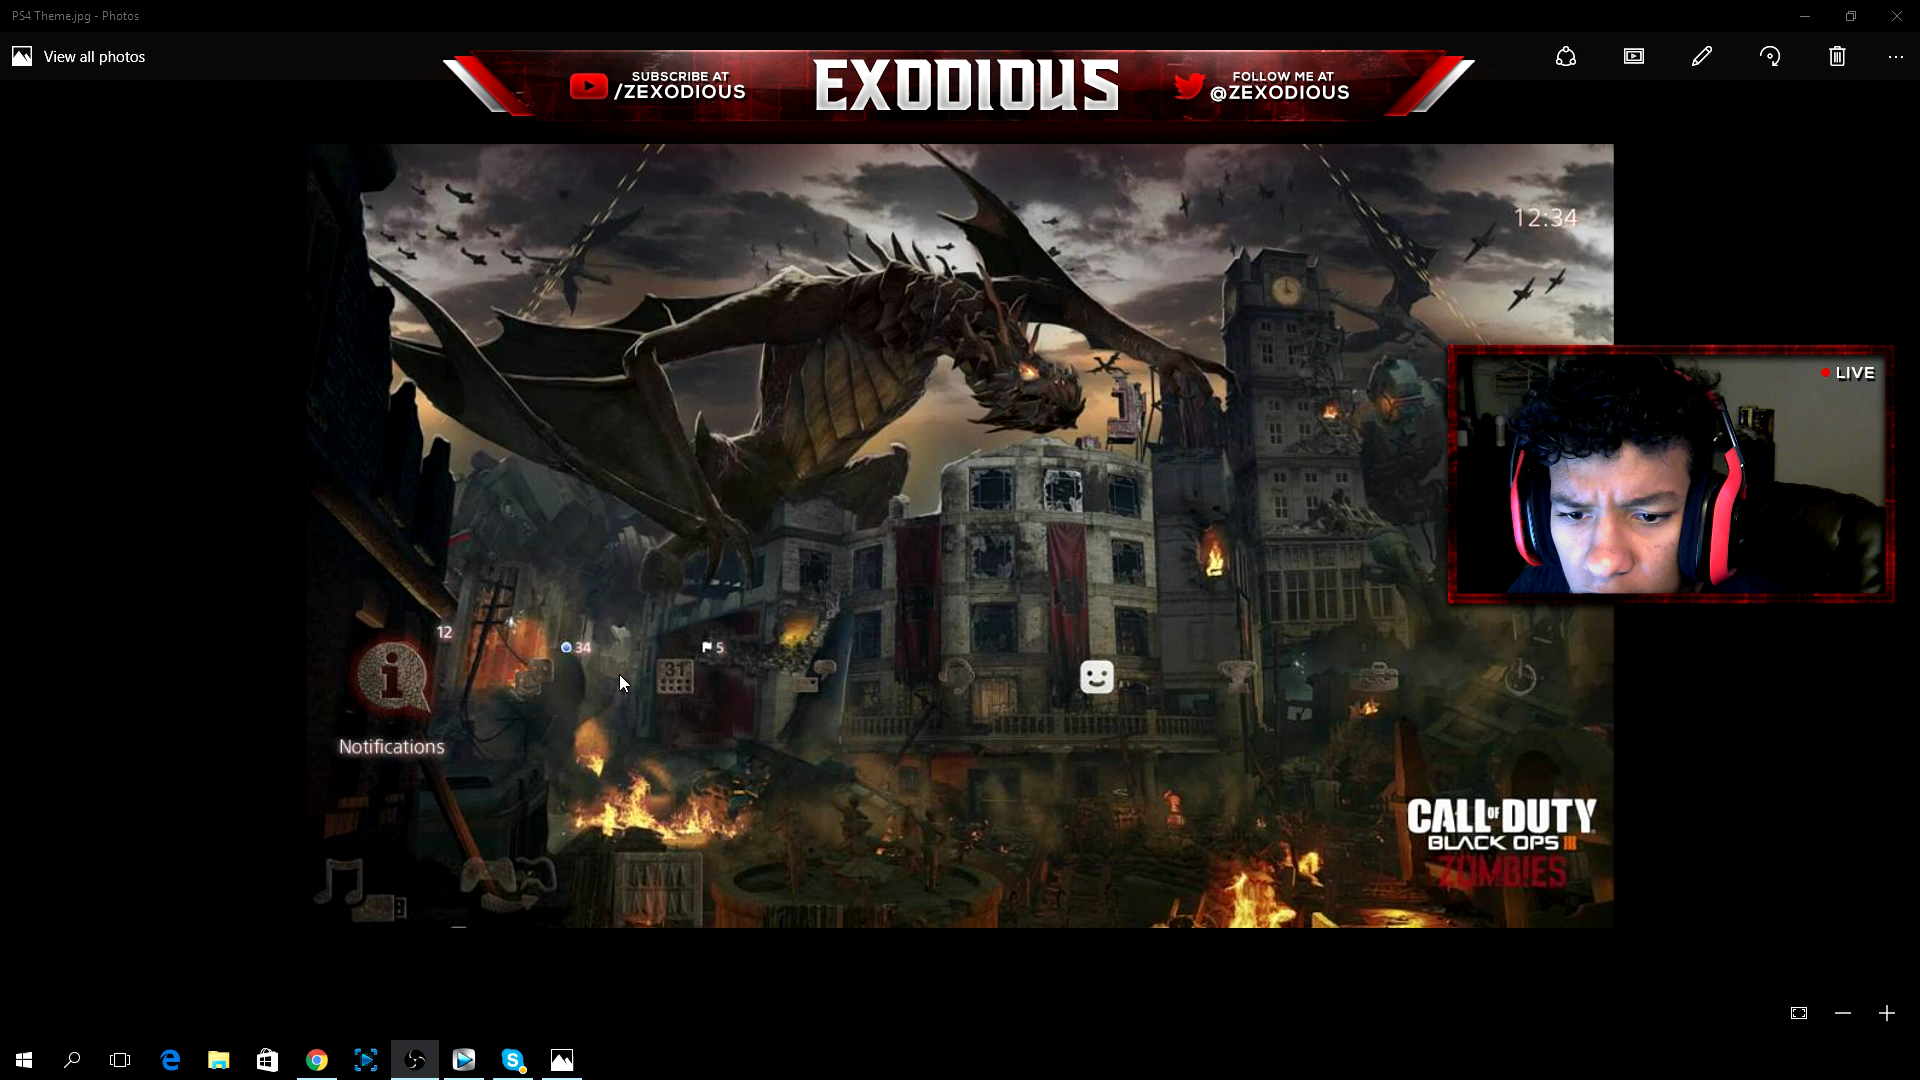 PS4 Theme.jpg - Photos
View all photos
SUBSCRIBE AT
/ZEXODIOUS
EXODIOUS
FOLLOW ME AT
@ZEXODIOUS
12:34
LIVE
12
34
5
31
Notifications
CALL OF DUTY
BLACK OPS III
ZOMBIES